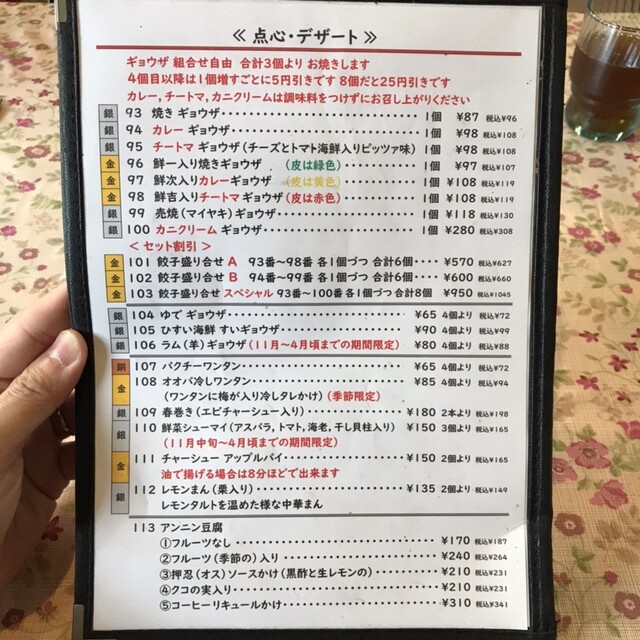 ≪ 点心・デザート ≫
ギョウザ 組合せ自由 合計3個より お焼きします
4個目以降は1個増すごとに5円引きです 8個だと25円引きです
カレー,チートマ,カニクリームは調味料をつけずにお召し上がりください
銀 93 焼き ギョウザ 1個 ¥87 税込¥96
銀 94 カレー ギョウザ 1個 ¥98 税込¥108
銀 95 チートマ ギョウザ(チーズとトマト海鮮入りピッツァ味) 1個 ¥98 税込¥108
金 96 鮮一入り焼きギョウザ (皮は緑色) 1個 ¥97 税込¥107
金 97 鮮次入りカレーギョウザ (皮は黄色) 1個 ¥108 税込¥119
金 98 鮮吉入りチートマ ギョウザ(皮は赤色) 1個 ¥108 税込¥119
銀 99 売焼(マイヤキ)ギョウザ 1個 ¥118 税込¥130
銀 100 カニクリーム ギョウザ 1個 ¥280 税込¥308
<セット割引>
金 101 餃子盛り合せ A 93番〜98番 各1個づつ 合計6個 ¥570 税込¥627
金 102 餃子盛り合せ B 94番〜99番 各1個づつ 合計6個 ¥600 税込¥660
金 103 餃子盛り合せ スペシャル 93番〜100番 各1個づつ 合計8個 ¥950 税込¥1045
銀 104 ゆで ギョウザ ¥65 4個より 税込¥72
銀 105 ひすい海鮮 すいギョウザ ¥90 4個より 税込¥99
銀 106 ラム(羊)ギョウザ(11月〜4月頃までの期間限定) ¥80 4個より 税込¥88
銅 107 パクチーワンタン ¥65 4個より 税込¥72
金 108 オオバ冷しワンタン ¥85 4個より 税込¥94
(ワンタンに梅が入り冷しタレかけ)(季節限定)
銀 109 春巻き(エビチャーシュー入り) ¥180 2本より 税込¥198
銀 110 鮮菜シューマイ(アスパラ,トマト,海老,干し貝柱入り) ¥150 3個より 税込¥165
(11月中旬〜4月頃までの期間限定)
金 111 チャーシュー アップルパイ ¥150 2個より 税込¥165
油で揚げる場合は8分ほどで出来ます
銀 112 レモンまん(栗入り) ¥135 2個より 税込¥149
レモンタルトを温めた様な中華まん
113 アンニン豆腐
①フルーツなし ¥170 税込¥187
②フルーツ(季節の)入り ¥240 税込¥264
③押忍(オス)ソースかけ(黒酢と生レモンの) ¥210 税込¥231
④クコの実入り ¥210 税込¥231
⑤コーヒーリキュールかけ ¥310 税込¥341